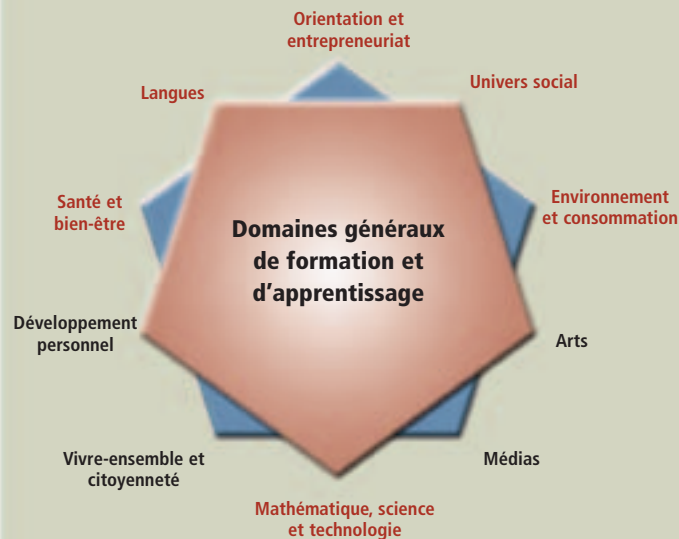 Orientation et
entrepreneuriat
Langues
Univers social
Santé et
bien-être
Environnement
et consommation
Domaines généraux
de formation et
d'apprentissage
Développement
personnel
Arts
Vivre-ensemble et
citoyenneté
Médias
Mathématique, science
et technologie